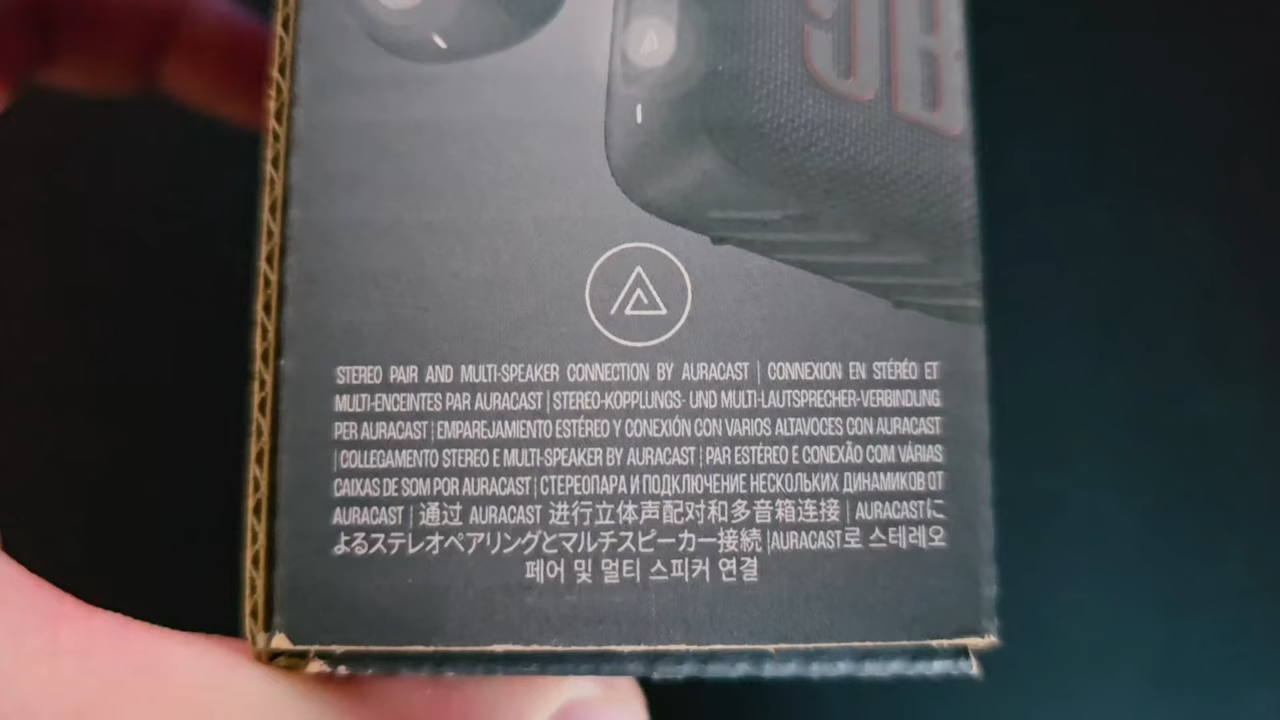 JB
STEREO PAIR AND MULTI-SPEAKER CONNECTION BY AURACAST | CONNEXION EN STÉRÉO ET
MULTI-ENCEINTES PAR AURACAST | STEREO-KOPPLUNGS- UND MULTI-LAUTSPRECHER-VERBINDUNG
PER AURACAST | EMPAREJAMIENTO ESTÉREO Y CONEXIÓN CON VARIOS ALTAVOCES CON AURACAST
| COLLEGAMENTO STEREO E MULTI-SPEAKER BY AURACAST | PAR ESTÉREO E CONEXÃO COM VÁRIAS
CAIXAS DE SOM POR AURACAST | СТЕРЕОПАРА И ПОДКЛЮЧЕНИЕ НЕСКОЛЬКИХ ДИНАМИКОВ ОТ
AURACAST | 通过 AURACAST 进行立体声配对和多音箱连接 | AURACASTに
よるステレオペアリングとマルチスピーカー接続 |AURACAST로 스테레오
페어 및 멀티 스피커 연결